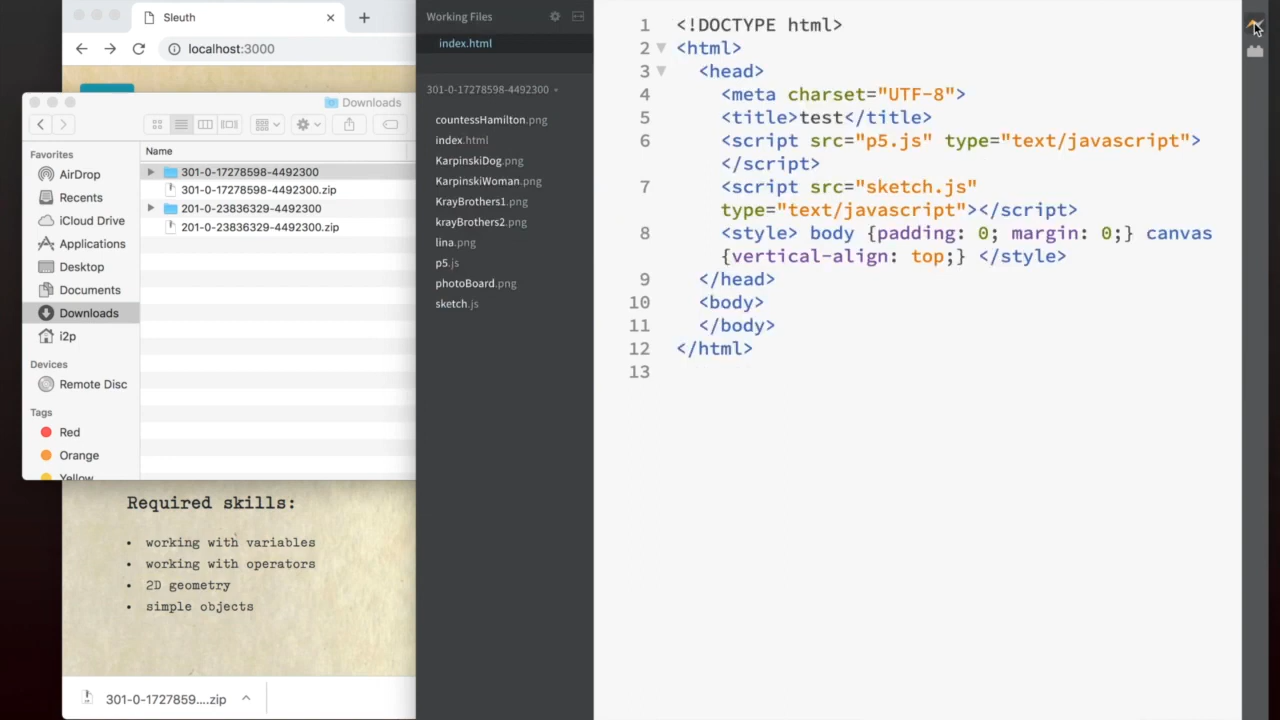 Sleuth
localhost:3000
Downloads
Favorites
AirDrop
Recents
iCloud Drive
Applications
Desktop
Documents
Downloads
i2p
Devices
Remote Disc
Tags
Red
Orange
Yellow
Name
301-0-17278598-4492300
301-0-17278598-4492300.zip
201-0-23836329-4492300
201-0-23836329-4492300.zip
Required skills:
• working with variables
• working with operators
• 2D geometry
• simple objects
301-0-1727859....zip
Working Files
index.html
301-0-17278598-4492300
countessHamilton.png
index.html
KarpinskiDog.png
KarpinskiWoman.png
KrayBrothers1.png
krayBrothers2.png
lina.png
p5.js
photoBoard.png
sketch.js
1 <!DOCTYPE html>
2 <html>
3 <head>
4 <meta charset="UTF-8">
5 <title>test</title>
6 <script src="p5.js" type="text/javascript">
</script>
7 <script src="sketch.js"
type="text/javascript"></script>
8 <style> body {padding: 0; margin: 0;} canvas
{vertical-align: top;} </style>
9 </head>
10 <body>
11 </body>
12 </html>
13